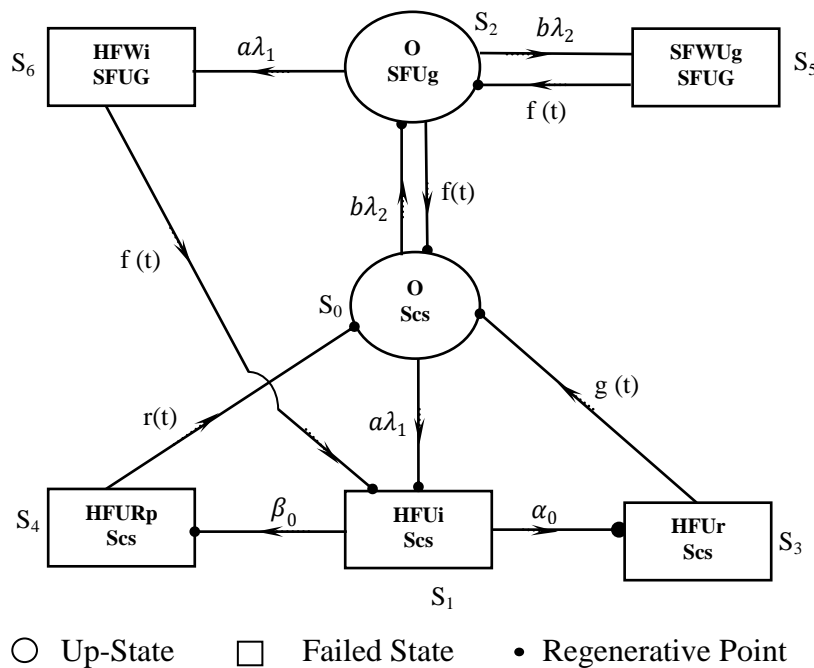 S₂
S₆
HFWi
SFUG
aλ₁
O
SFUg
bλ₂
SFWUg
SFUG
S₅
f (t)
bλ₂
f(t)
f (t)
S₀
O
Scs
r(t)
aλ₁
g (t)
S₄
HFURp
Scs
β₀
HFUi
Scs
α₀
HFUr
Scs
S₃
S₁
Up-State
Failed State
Regenerative Point